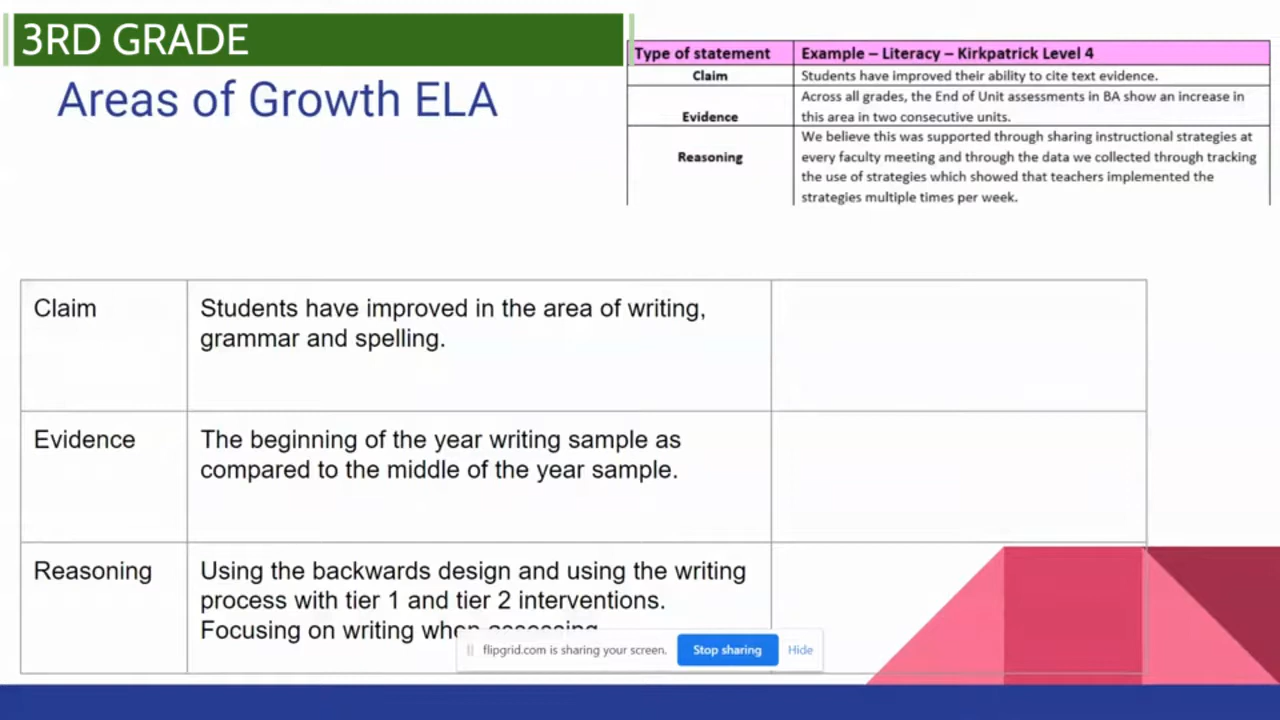 3RD GRADE
Areas of Growth ELA
Type of statement
Example – Literacy – Kirkpatrick Level 4
Claim
Students have improved their ability to cite text evidence.
Evidence
Across all grades, the End of Unit assessments in BA show an increase in
this area in two consecutive units.
Reasoning
We believe this was supported through sharing instructional strategies at
every faculty meeting and through the data we collected through tracking
the use of strategies which showed that teachers implemented the
strategies multiple times per week.
Claim
Students have improved in the area of writing,
grammar and spelling.
Evidence
The beginning of the year writing sample as
compared to the middle of the year sample.
Reasoning
Using the backwards design and using the writing
process with tier 1 and tier 2 interventions.
Focusing on writing when assessing
flipgrid.com is sharing your screen.
Stop sharing
Hide